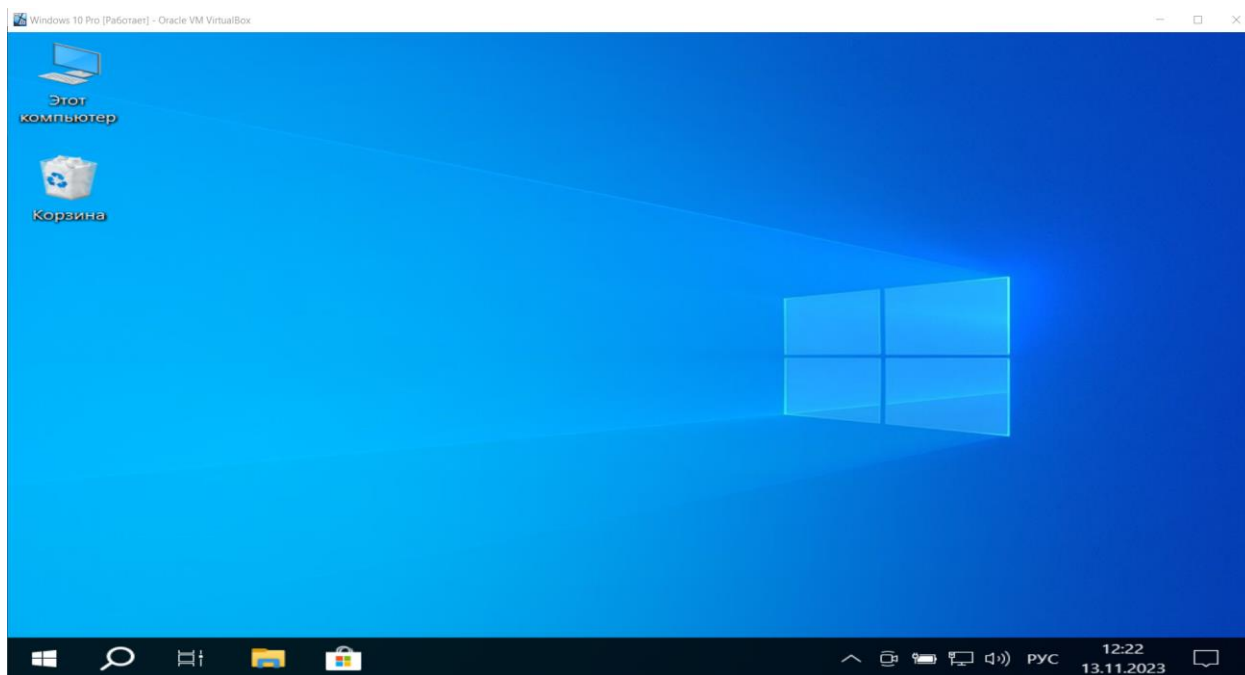 Windows 10 Pro [Работает] - Oracle VM VirtualBox
Этот
компьютер
Корзина
РУС
12:22
13.11.2023